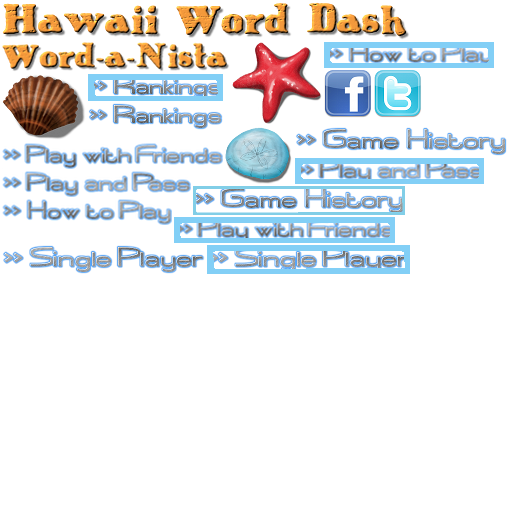 Hawaii Word Dash
Word-a-Nista
>> How to Play
>> Rankings
f t
>> Rankings
>> Game History
>> Play with Friends
>> Play and Pass
>> Play and Pass
>> Game History
>> How to Play
>> Play with Friends
>> Single Player
>> Single Player